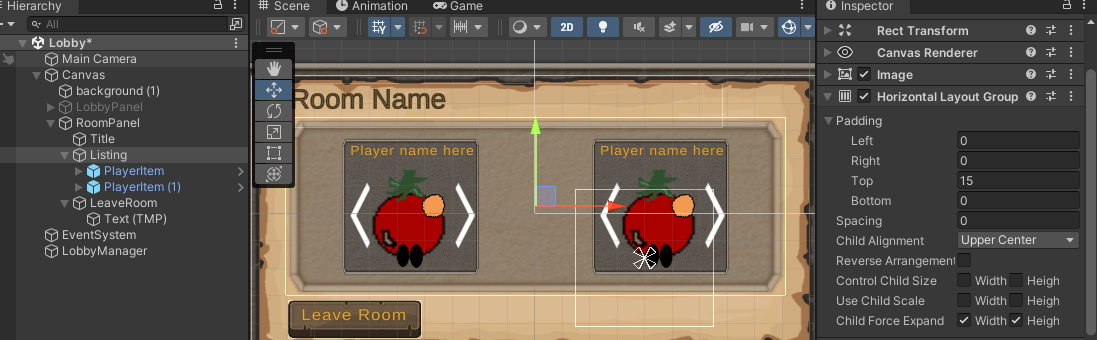 Hierarchy
All
Lobby*
Main Camera
Canvas
background (1)
LobbyPanel
RoomPanel
Title
Listing
PlayerItem
PlayerItem (1)
LeaveRoom
Text (TMP)
EventSystem
LobbyManager
Scene
Animation
Game
2D
Room Name
Player name here
Player name here
Leave Room
Inspector
Rect Transform
Canvas Renderer
Image
Horizontal Layout Group
Padding
Left 0
Right 0
Top 15
Bottom 0
Spacing 0
Child Alignment Upper Center
Reverse Arrangement
Control Child Size Width Heigh
Use Child Scale Width Heigh
Child Force Expand Width Heigh